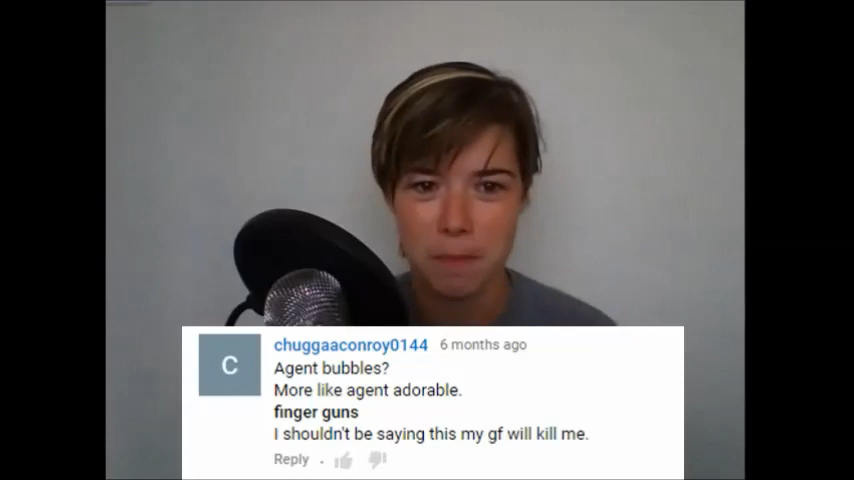 C
chuggaaconroy0144 6 months ago
Agent bubbles?
More like agent adorable.
finger guns
I shouldn't be saying this my gf will kill me.
Reply .